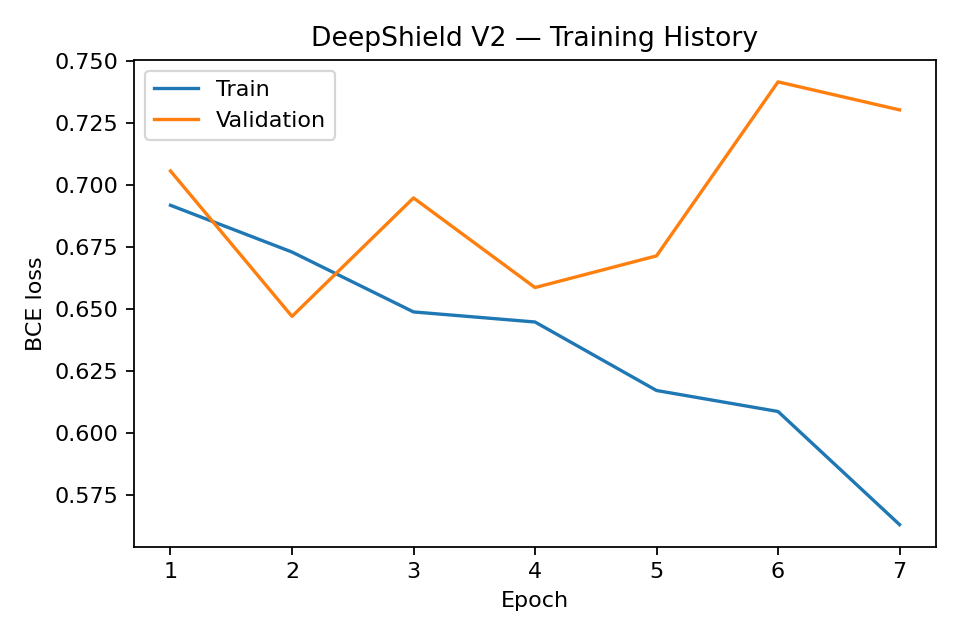 DeepShield V2 — Training History
0.750
0.725
0.700
0.675
0.650
0.625
0.600
0.575
BCE loss
Train
Validation
1 2 3 4 5 6 7
Epoch